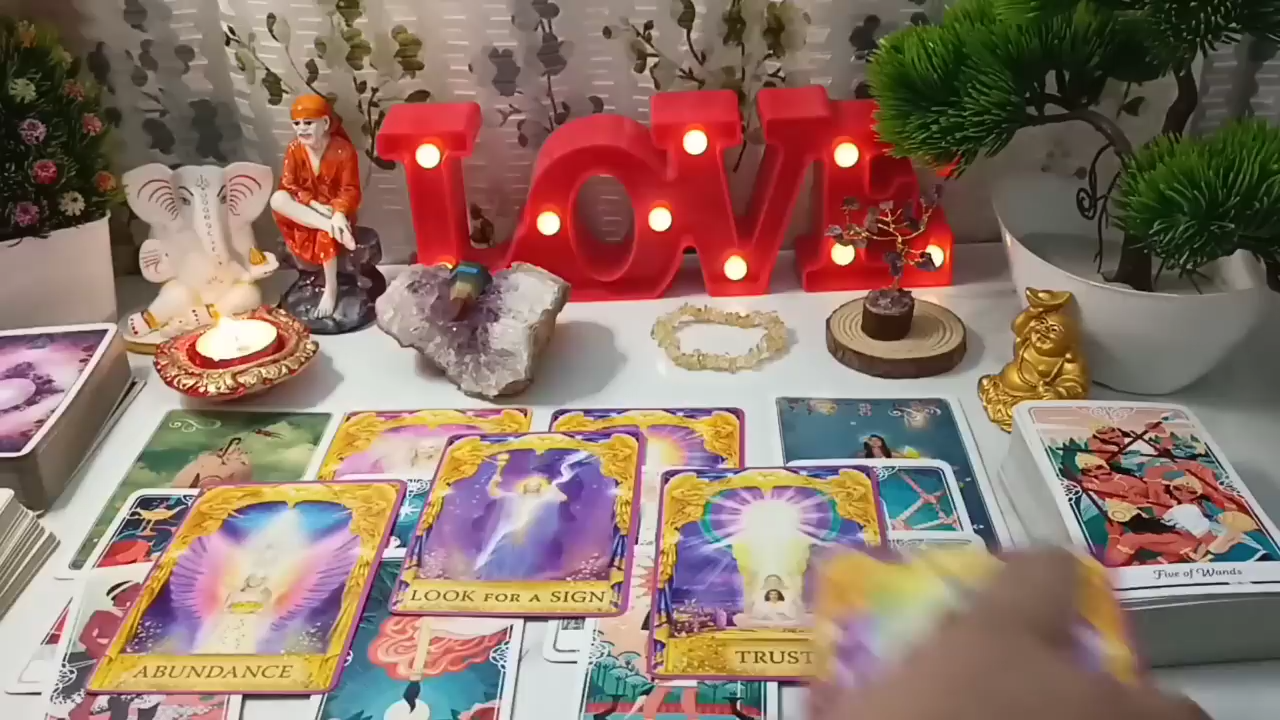 LOVE
LOOK FOR A SIGN
ABUNDANCE
TRUST
Five of Wands